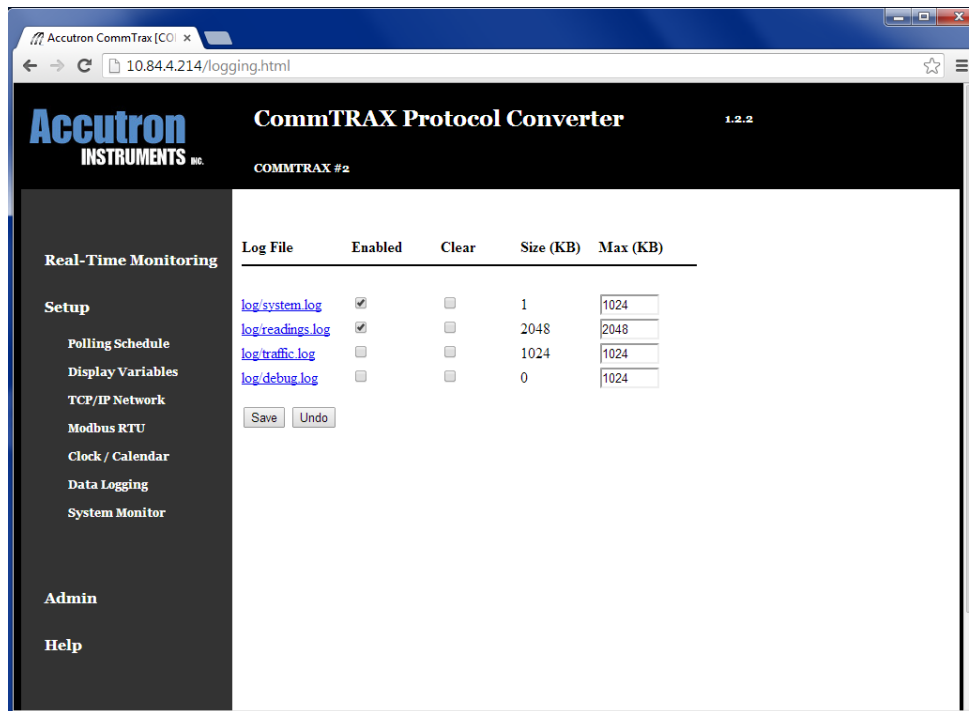 Accutron CommTrax [CO
10.84.4.214/logging.html
Accutron
INSTRUMENTS INC.
CommTRAX Protocol Converter 1.2.2
COMMTRAX #2
Real-Time Monitoring
Setup
Polling Schedule
Display Variables
TCP/IP Network
Modbus RTU
Clock / Calendar
Data Logging
System Monitor
Admin
Help
Log File Enabled Clear Size (KB) Max (KB)
log/system.log 1 1024
log/readings.log 2048 2048
log/traffic.log 1024 1024
log/debug.log 0 1024
Save Undo